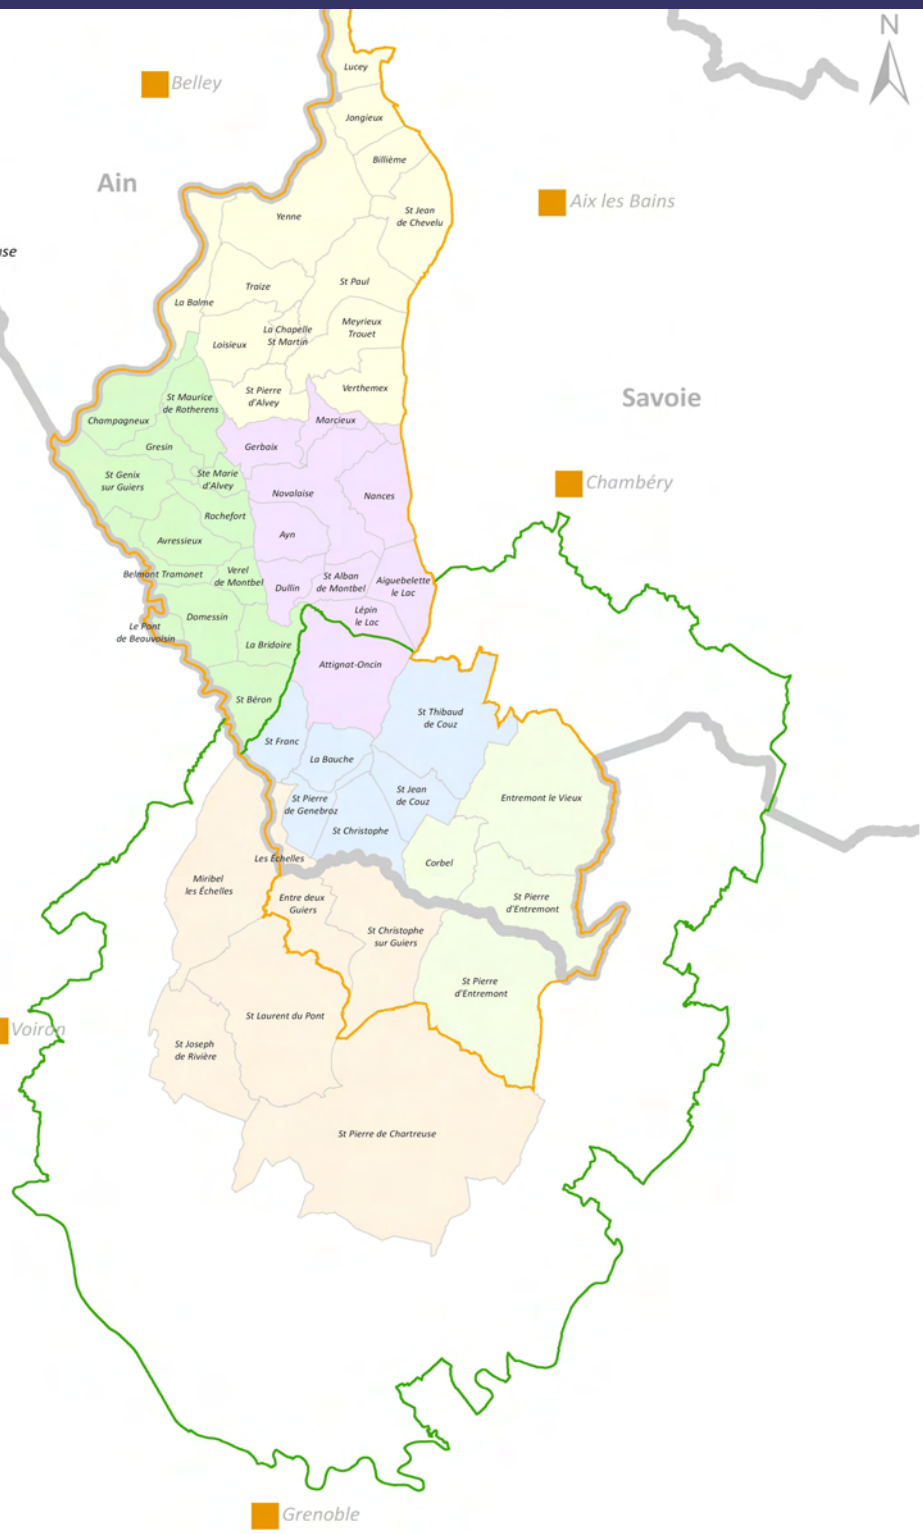 N
Lucey
Belley
Jongieux
Billième
Ain
Aix les Bains
Yenne
St Jean
de Chevelu
use
St Paul
Traize
La Balme
Meyrieux
Trouet
La Chapelle
St Martin
Loisieux
Verthemex
St Pierre
d'Alvey
Savoie
St Maurice
de Rotherens
Champagneux
Marcieux
Gresin
Gerbaix
St Genix
sur Guiers
Ste Marie
d'Alvey
Chambéry
Novalaise
Nances
Rochefort
Ayn
Avressieux
Belmont Tramonet
Verel
de Montbel
Dullin
St Alban
de Montbel
Aiguebelette
le Lac
Lépin
le Lac
Domessin
Le Pont
de Beauvoisin
La Bridoire
Attignat-Oncin
St Béron
St Thibaud
de Couz
St Franc
La Bauche
St Jean
de Couz
Entremont le Vieux
St Pierre
de Genebroz
St Christophe
Les Échelles
Corbel
Miribel
les Échelles
Entre deux
Guiers
St Pierre
d'Entremont
St Christophe
sur Guiers
St Pierre
d'Entremont
St Laurent du Pont
Voiron
St Joseph
de Rivière
St Pierre de Chartreuse
Grenoble